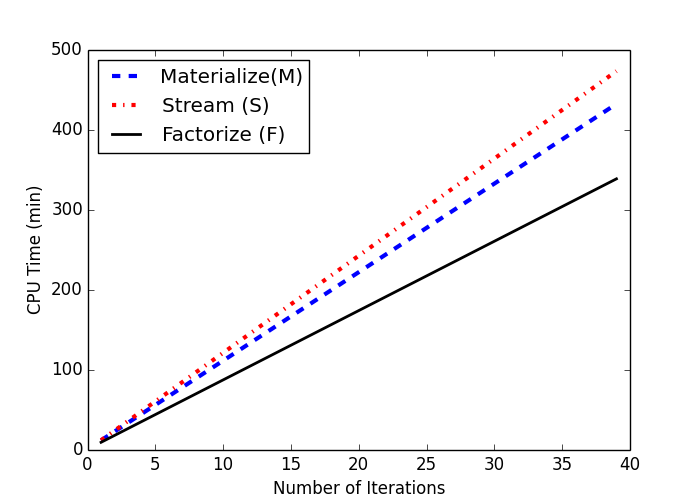 500
400
300
200
100
0
CPU Time (min)
Materialize(M)
Stream (S)
Factorize (F)
0 5 10 15 20 25 30 35 40
Number of Iterations